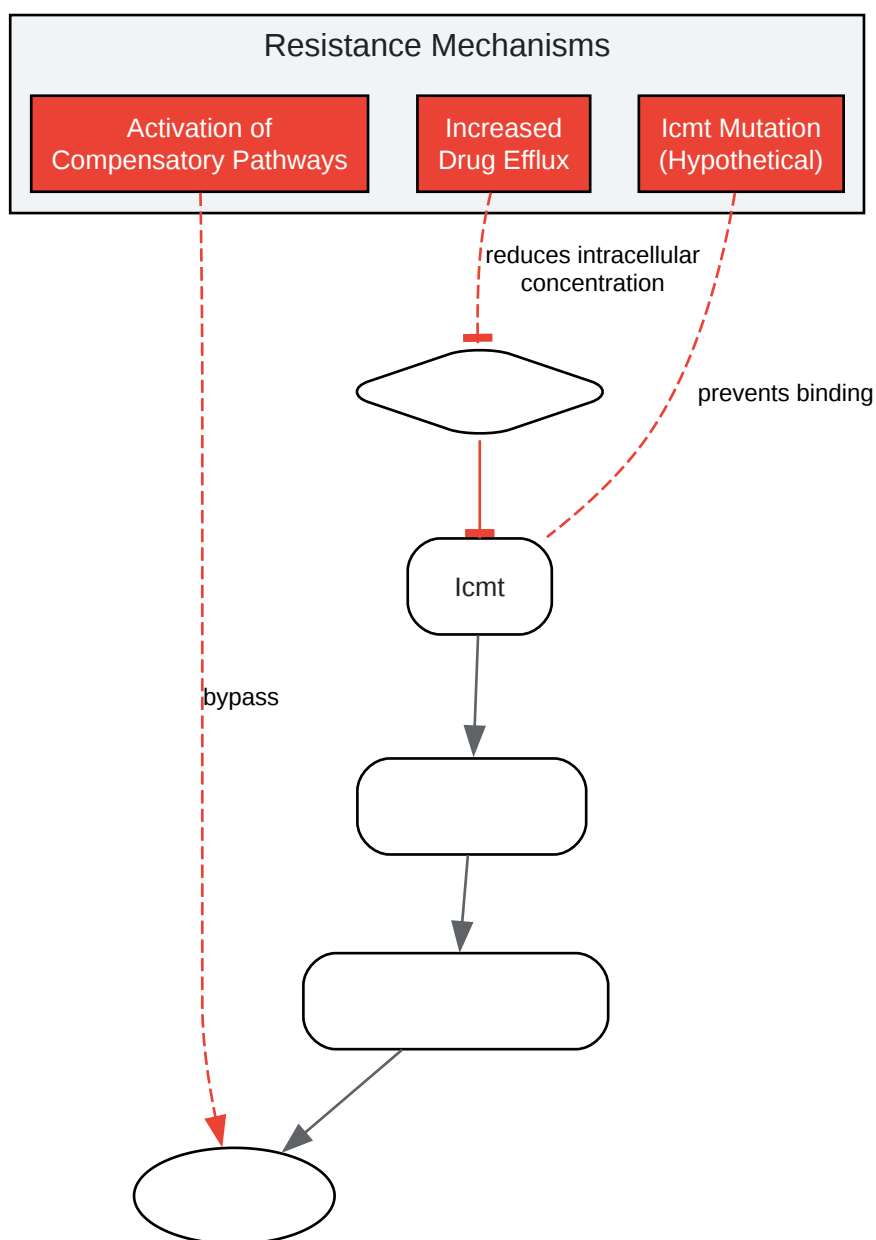 Resistance Mechanisms
Activation of
Compensatory Pathways
Increased
Drug Efflux
Icmt Mutation
(Hypothetical)
reduces intracellular
concentration
prevents binding
Icmt
bypass